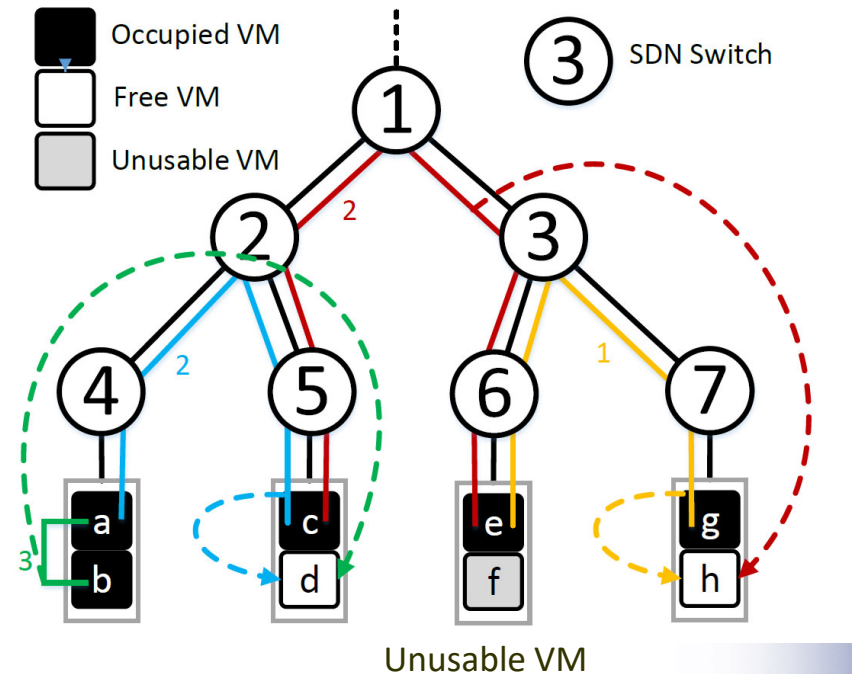 Occupied VM
Free VM
Unusable VM
3
SDN Switch
1
2
2
3
2
1
4
5
6
7
3
a
b
c
d
e
f
g
h
Unusable VM